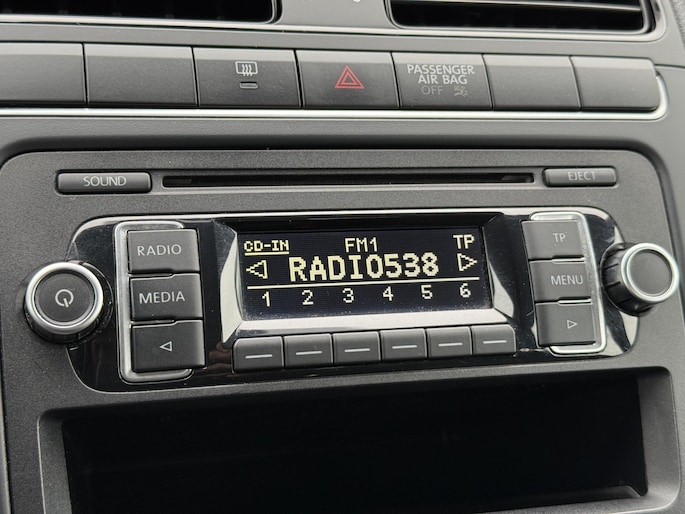 PASSENGER
AIR BAG
OFF
SOUND
EJECT
RADIO
MEDIA
CD-IN
FM1
TP
RADIO538
1 2 3 4 5 6
TP
MENU